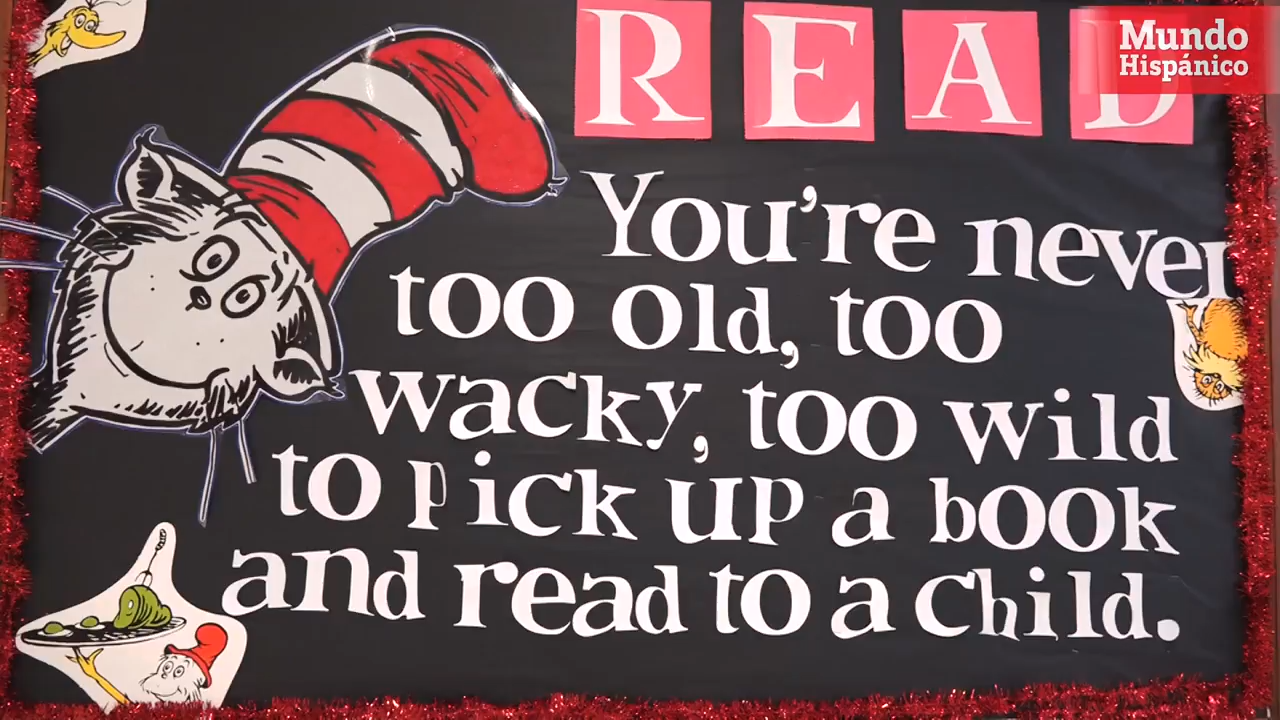 READ
Mundo
Hispánico
You're never
too old, too
wacky, too wild
to pick up a book
and read to a child.